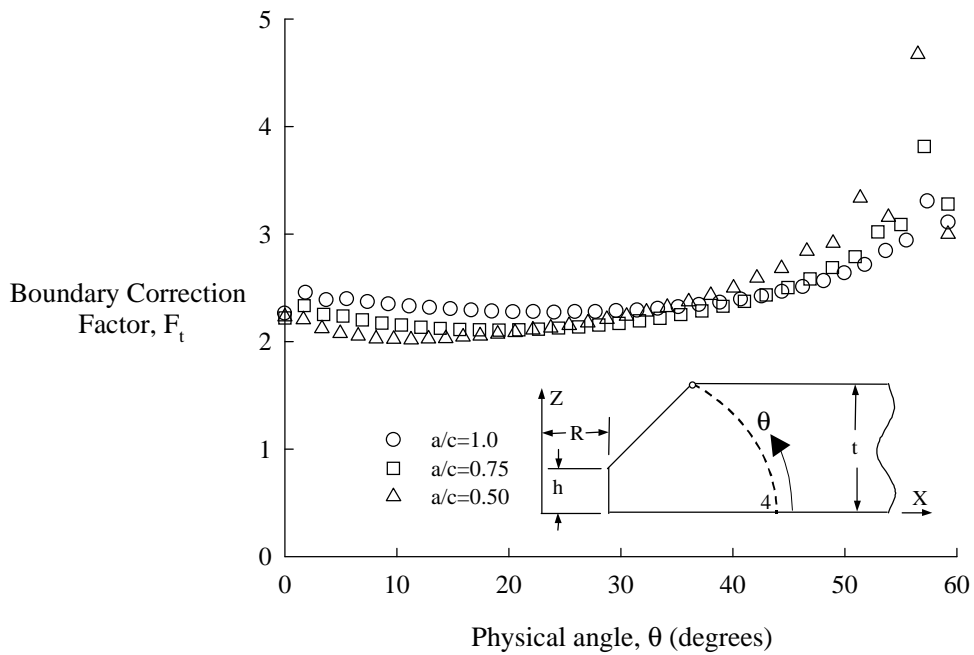 5
4
3
2
1
0
Boundary Correction
Factor, F_t
0
10
20
30
40
50
60
Physical angle, θ (degrees)
a/c=1.0
a/c=0.75
a/c=0.50
Z
R
h
θ
t
4
X